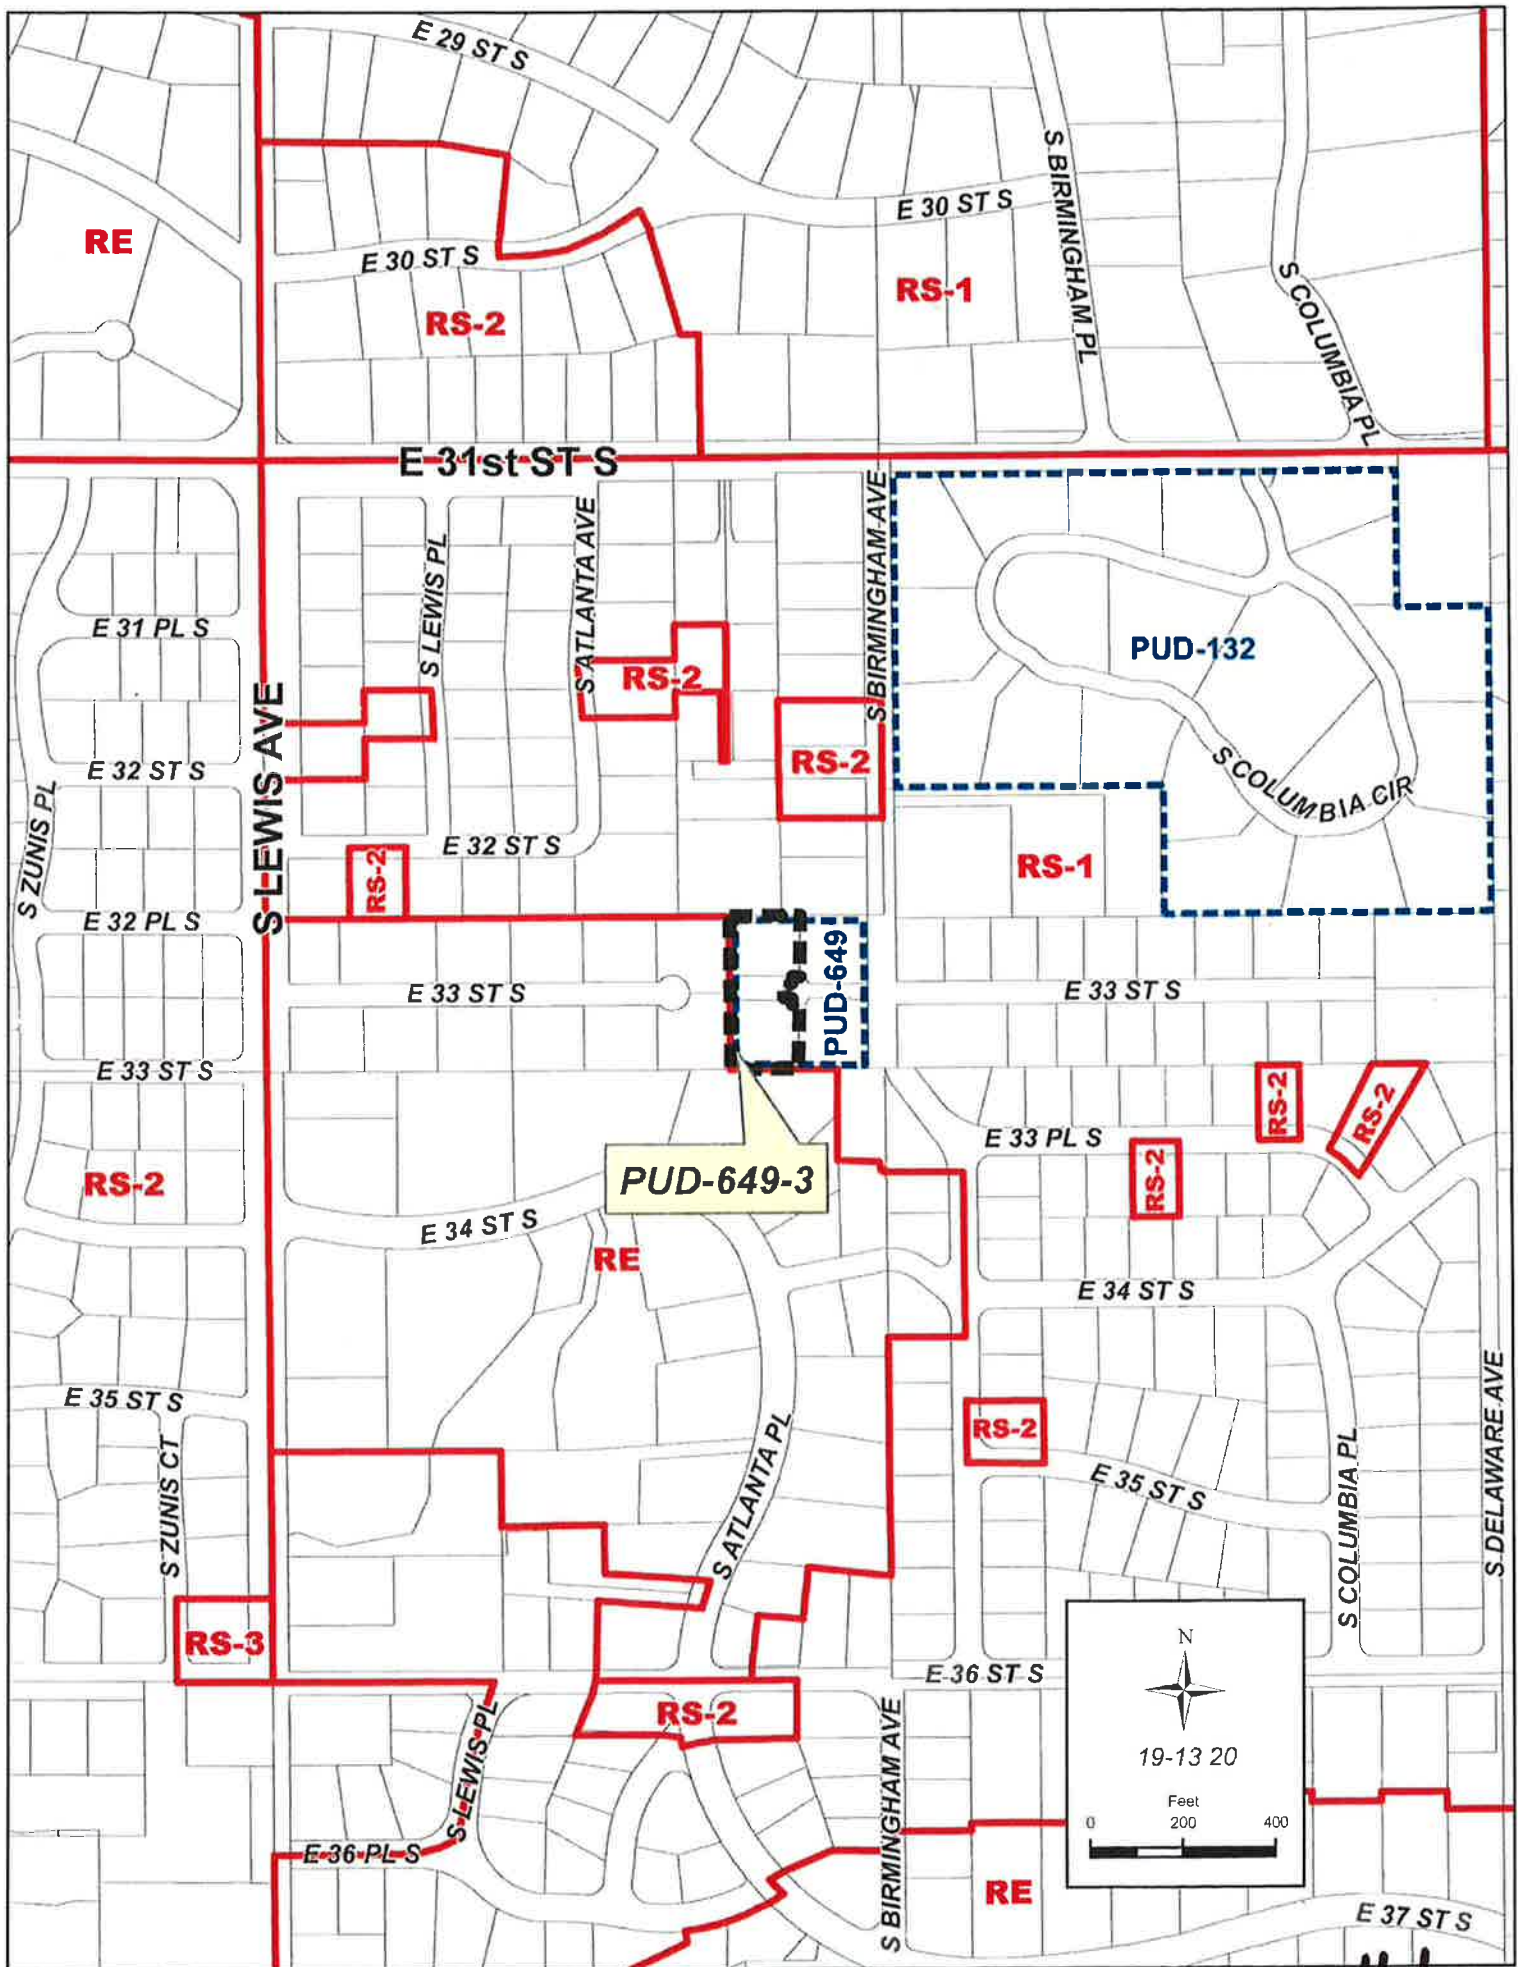 E 29 ST S
S BIRMINGHAM PL
E 30 ST S
RE
E 30 ST S
S COLUMBIA PL
RS-1
RS-2
E 31st ST S
S BIRMINGHAM AVE
S ATLANTA AVE
S LEWIS PL
E 31 PL S
PUD-132
RS-2
S LEWIS AVE
RS-2
E 32 ST S
S COLUMBIA CIR
S ZUNIS PL
E 32 ST S
RS-2
RS-1
E 32 PL S
PUD-649
E 33 ST S
E 33 ST S
E 33 ST S
RS-2
RS-2
E 33 PL S
RS-2
PUD-649-3
RS-2
E 34 ST S
RE
E 34 ST S
S DELAWARE AVE
E 35 ST S
S ATLANTA PL
RS-2
S COLUMBIA PL
S ZUNIS CT
E 35 ST S
RS-3
E 36 ST S
N
RS-2
S LEWIS PL
S BIRMINGHAM AVE
19-13 20
Feet
0 200 400
E 36 PL S
RE
E 37 ST S